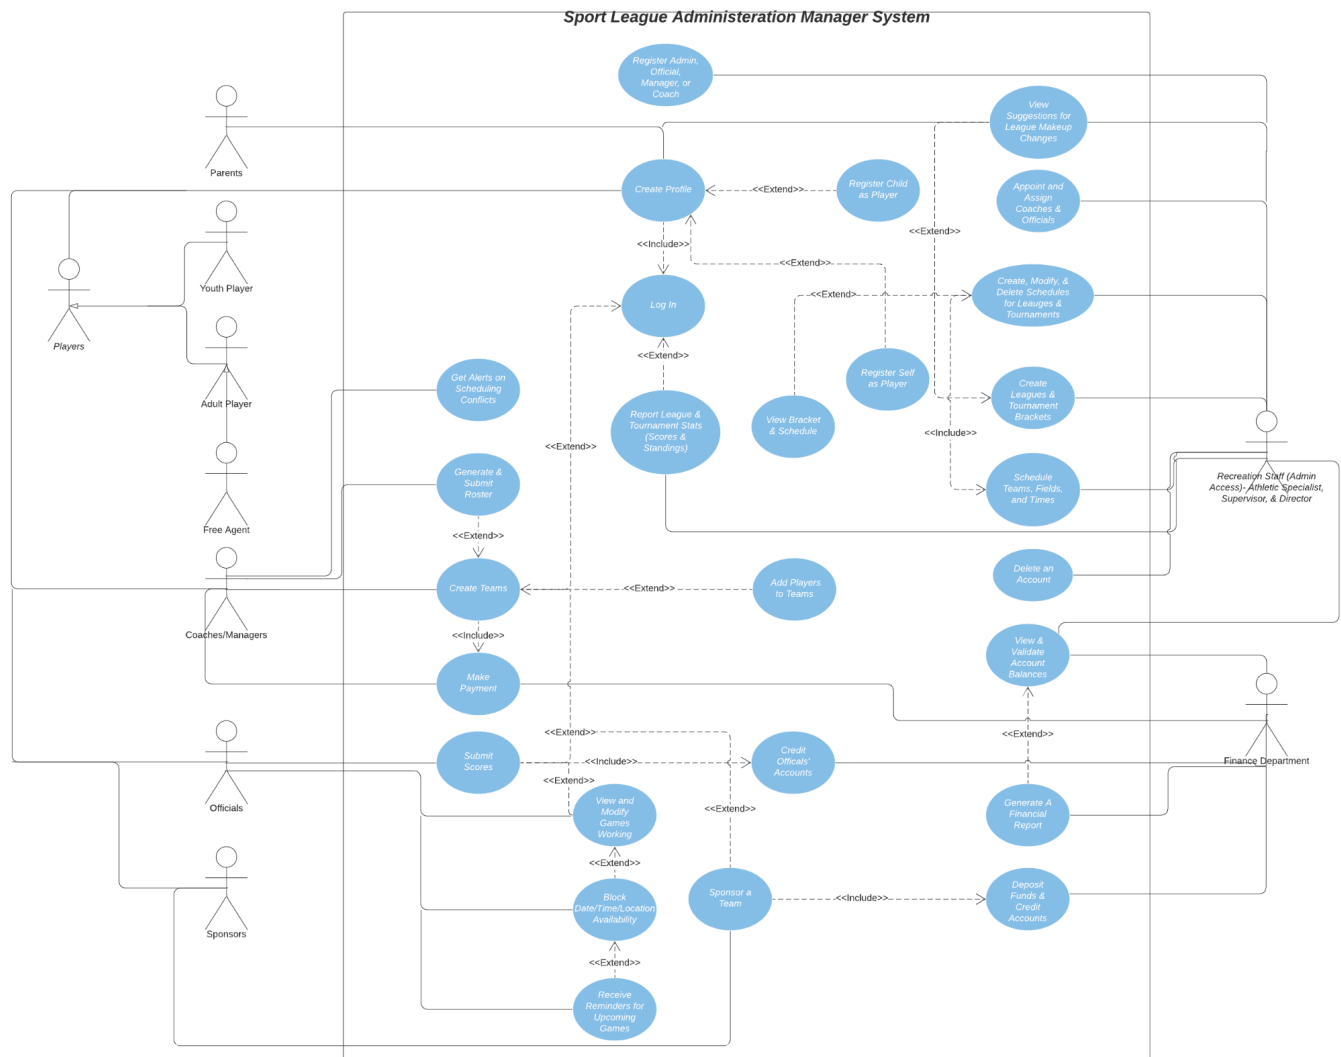 Sport League Administeration Manager System
Register Admin,
Official,
Manager, or
Coach
View
Suggestions for
League Makeup
Changes
Parents
Create Profile
<<Extend>>
Register Child
as Player
Appoint and
Assign
Coaches &
Officials
<<Include>>
<<Extend>>
<<Extend>>
Youth Player
Players
Log In
<<Extend>>
Create, Modify, &
Delete Schedules
for Leauges &
Tournaments
<<Extend>>
Adult Player
Get Alerts on
Scheduling
Conflicts
Report League &
Tournament Stats
(Scores &
Standings)
Register Self
as Player
View Bracket
& Schedule
Create
Leagues &
Tournament
Brackets
<<Include>>
<<Extend>>
Generate &
Submit
Roster
Schedule
Teams, Fields,
and Times
Recreation Staff (Admin
Access)- Athletic Specialist,
Supervisor, & Director
Free Agent
<<Extend>>
Create Teams
<<Extend>>
Add Players
to Teams
Delete an
Account
Coaches/Managers
<<Include>>
Make
Payment
View &
Validate
Account
Balances
<<Extend>>
<<Extend>>
Submit
Scores
<<Include>>
Credit
Officals'
Accounts
Finance Department
<<Extend>>
Officials
View and
Modify
Games
Working
<<Extend>>
Generate A
Financial
Report
<<Extend>>
Block
Date/Time/Location
Availability
Sponsor a
Team
<<Include>>
Deposit
Funds &
Credit
Accounts
Sponsors
<<Extend>>
Receive
Reminders for
Upcoming
Games